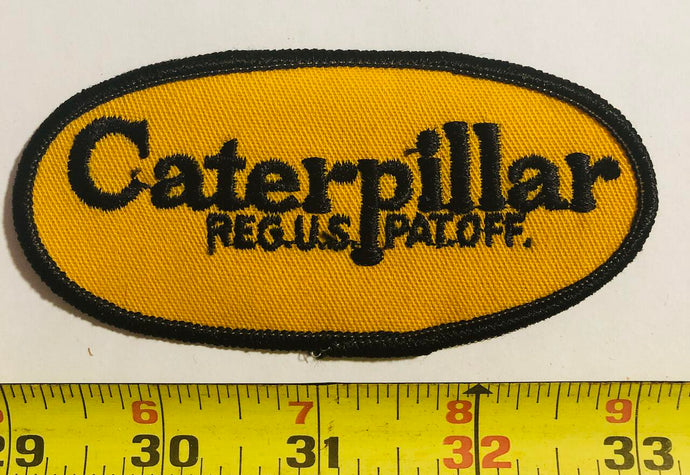 Caterpillar
REG.U.S. PAT.OFF.
6 7 8 9
29 30 31 32 33